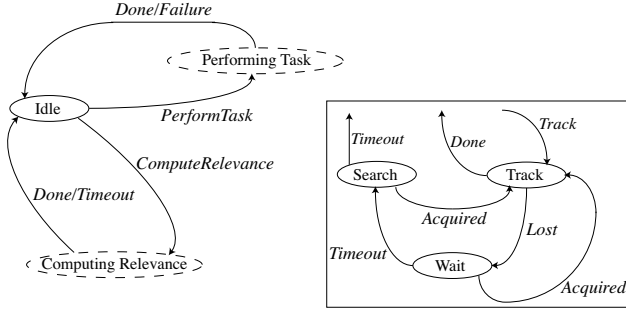 Done/Failure
Performing Task
Idle
PerformTask
ComputeRelevance
Done/Timeout
Computing Relevance
Track
Timeout
Done
Search
Track
Acquired
Lost
Timeout
Wait
Acquired